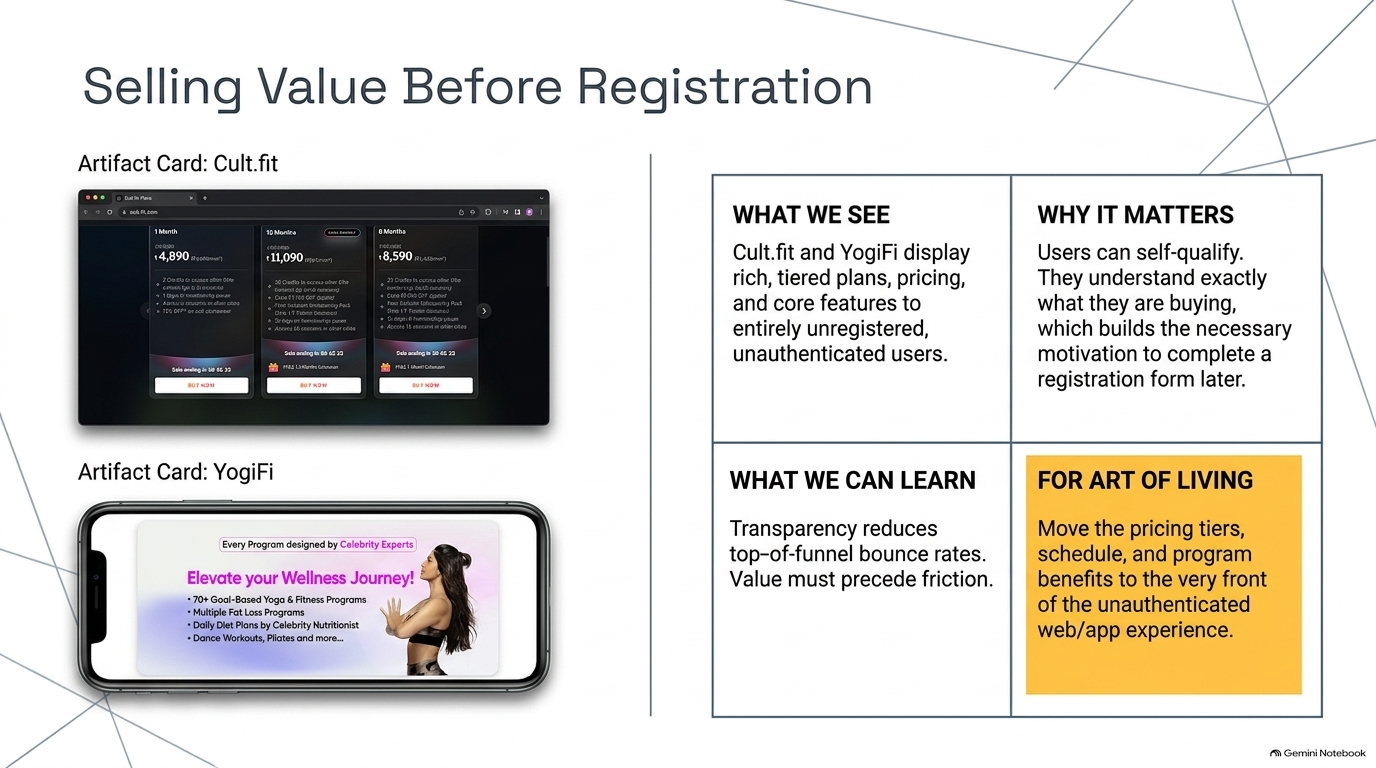 Selling Value Before Registration
Artifact Card: Cult.fit
1 Month
₹4,890
BUY NOW
10 Months
₹11,090
Sale ending in
BUY NOW
8 Months
₹8,590
Sale ending in
BUY NOW
Artifact Card: YogiFi
Every Program designed by Celebrity Experts
Elevate your Wellness Journey!
• 70+ Goal-Based Yoga & Fitness Programs
• Multiple Fat Loss Programs
• Daily Diet Plans by Celebrity Nutritionist
• Dance Workouts, Pilates and more...
WHAT WE SEE
Cult.fit and YogiFi display
rich, tiered plans, pricing,
and core features to
entirely unregistered,
unauthenticated users.
WHY IT MATTERS
Users can self-qualify.
They understand exactly
what they are buying,
which builds the necessary
motivation to complete a
registration form later.
WHAT WE CAN LEARN
Transparency reduces
top-of-funnel bounce rates.
Value must precede friction.
FOR ART OF LIVING
Move the pricing tiers,
schedule, and program
benefits to the very front
of the unauthenticated
web/app experience.
Gemini Notebook